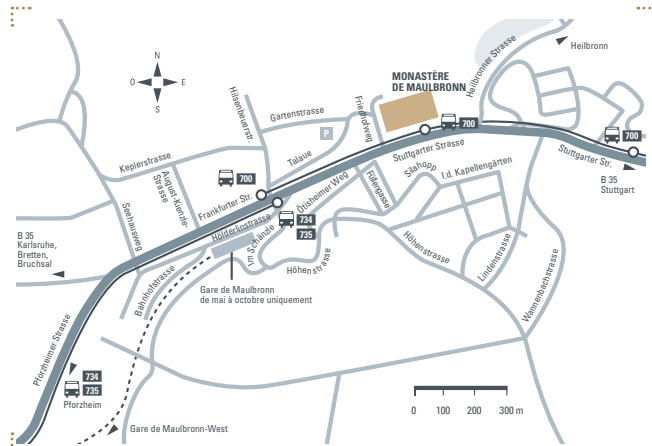 N
O
E
S
Heilbronn
Heilbronner Strasse
MONASTÈRE
DE MAULBRONN
700
Hilsenbeuerstr.
Gartenstrasse
Friedhofweg
P
Talaue
Stuttgarter Strasse
700
Stuttgarter Str.
B 35
Stuttgart
Keplerstrasse
August-Kienzle-
Strasse
700
Frankfurter Str.
Ötisheimer Weg
Füllengasse
Silahopp
I.d. Kapellengärten
Seehausweg
Hölderlinstrasse
734
735
Im Schänzle
Höhenstrasse
Höhenstrasse
Lindenstrasse
Wannenbachstrasse
B 35
Karlsruhe,
Bretten,
Bruchsal
Bahnhofstrasse
Gare de Maulbronn
de mai à octobre uniquement
Pforzheimer Strasse
734
735
Pforzheim
Gare de Maulbronn-West
0 100 200 300 m